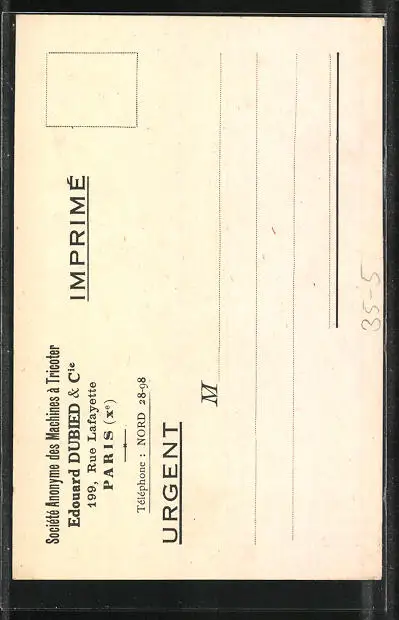 Société Anonyme des Machines à Tricoter
Edouard DUBIED & Cie
199, Rue Lafayette
PARIS (xe)
Téléphone : NORD 28-98
IMPRIMÉ
URGENT
M
35-5